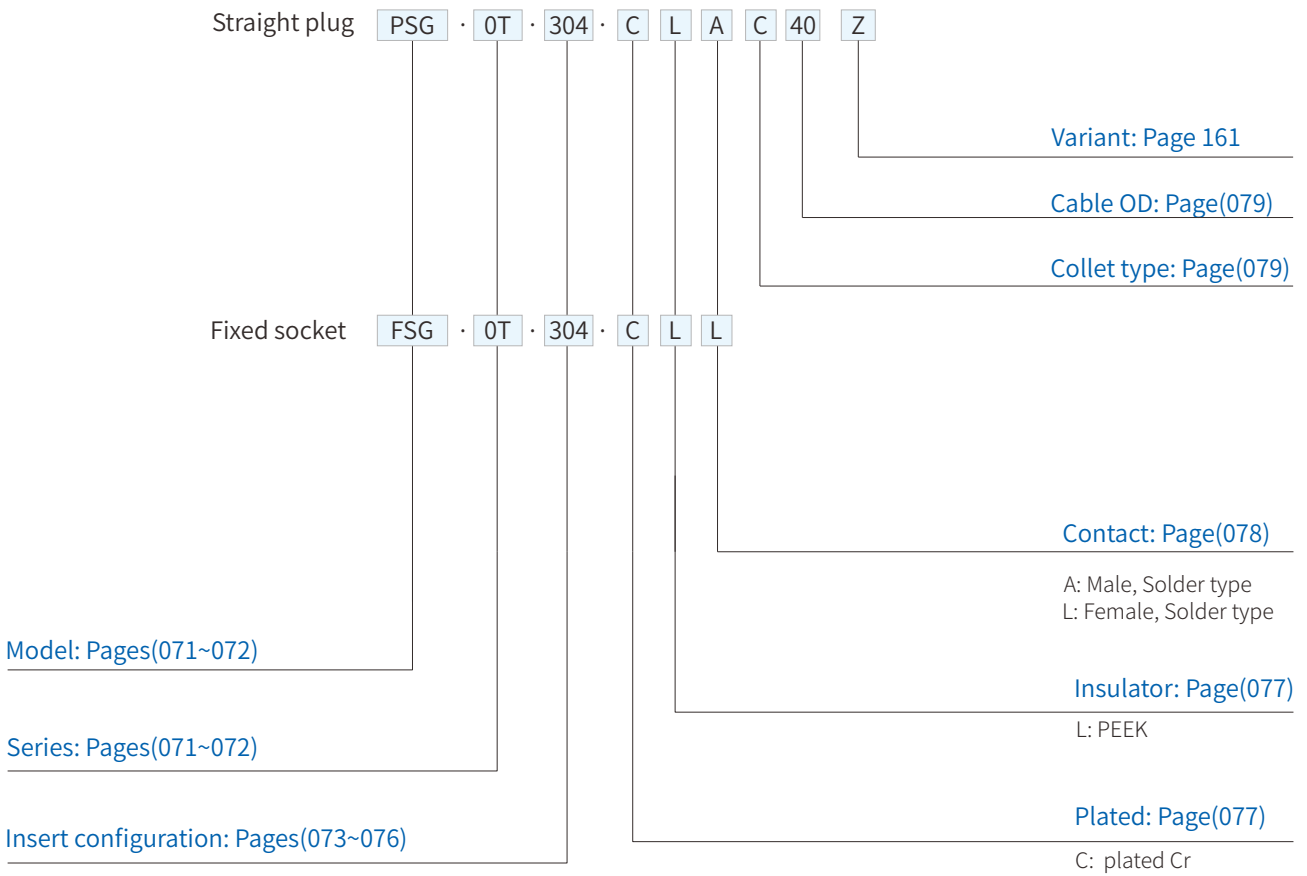 Straight plug PSG · 0T · 304 · C L A C 40 Z
Variant: Page 161
Cable OD: Page(079)
Collet type: Page(079)
Fixed socket FSG · 0T · 304 · C L L
Contact: Page(078)
A: Male, Solder type
L: Female, Solder type
Model: Pages(071~072)
Insulator: Page(077)
L: PEEK
Series: Pages(071~072)
Plated: Page(077)
Insert configuration: Pages(073~076)
C: plated Cr